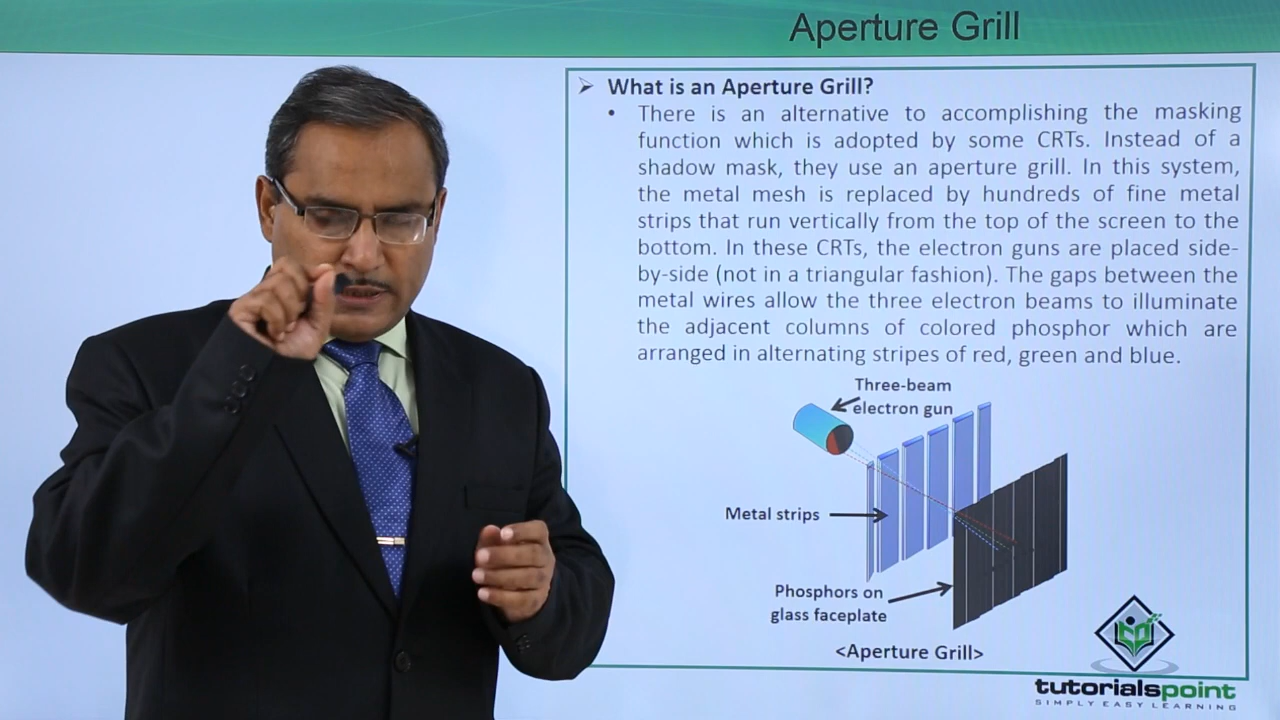 Aperture Grill
What is an Aperture Grill?
There is an alternative to accomplishing the masking
function which is adopted by some CRTs. Instead of a
shadow mask, they use an aperture grill. In this system,
the metal mesh is replaced by hundreds of fine metal
strips that run vertically from the top of the screen to the
bottom. In these CRTs, the electron guns are placed side-
by-side (not in a triangular fashion). The gaps between the
metal wires allow the three electron beams to illuminate
the adjacent columns of colored phosphor which are
arranged in alternating stripes of red, green and blue.
Three-beam
electron gun
Metal strips
Phosphors on
glass faceplate
<Aperture Grill>
tutorialspoint
SIMPLY EASY LEARNING